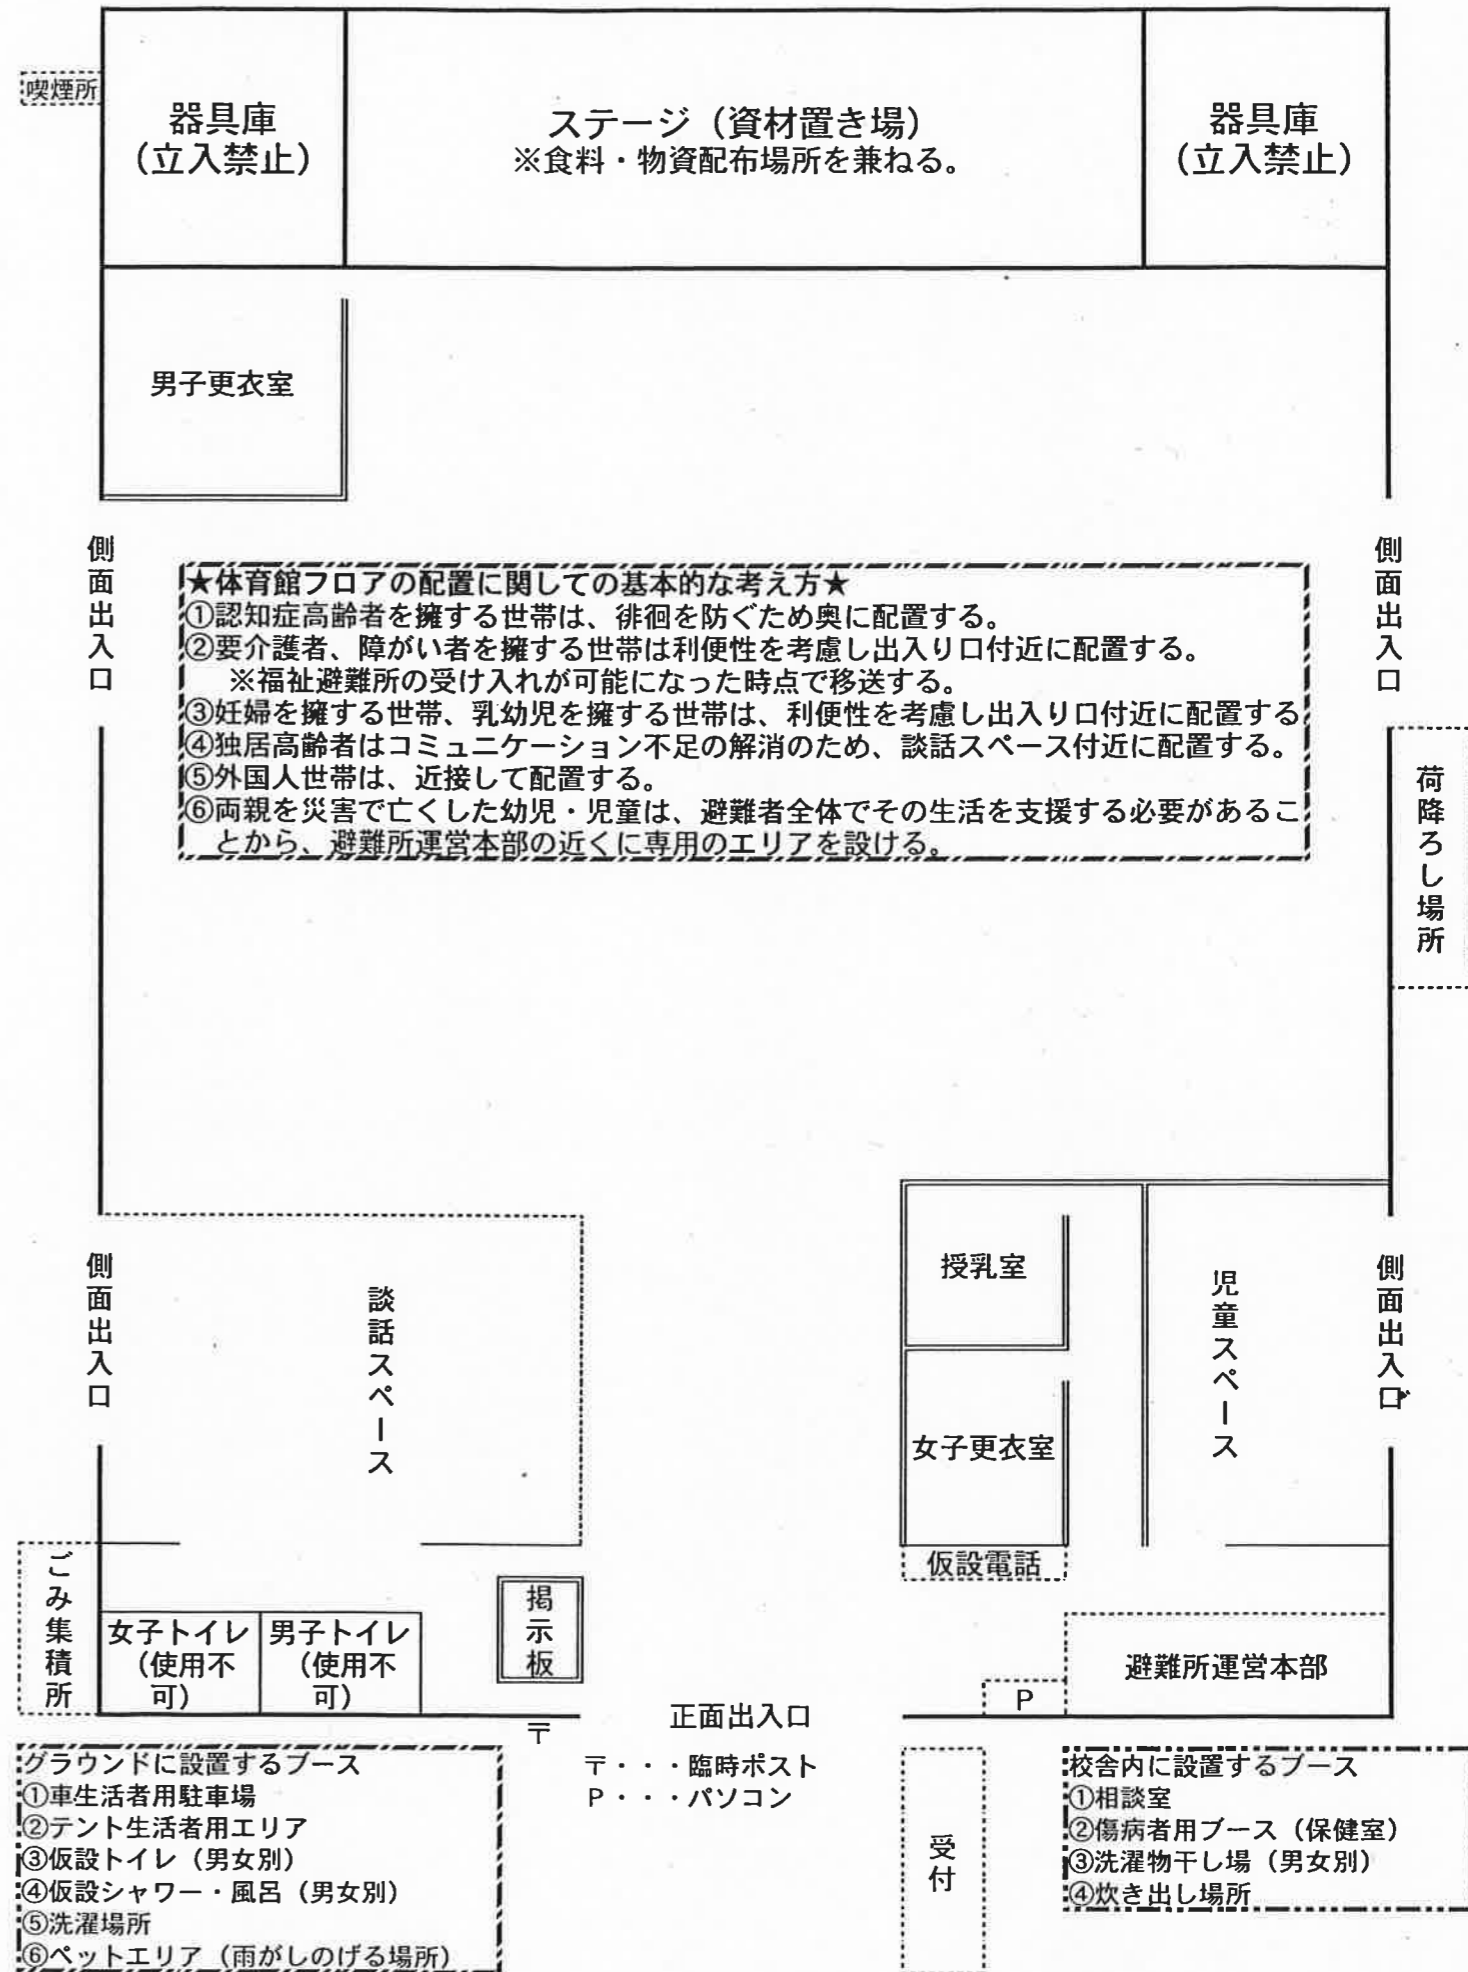 喫煙所
器具庫
（立入禁止）
ステージ（資材置き場）
※食料・物資配布場所を兼ねる。
器具庫
（立入禁止）
男子更衣室
側面出入口
側面出入口
★体育館フロアの配置に関しての基本的な考え方★
①認知症高齢者を擁する世帯は、徘徊を防ぐため奥に配置する。
②要介護者、障がい者を擁する世帯は利便性を考慮し出入り口付近に配置する。
※福祉避難所の受け入れが可能になった時点で移送する。
③妊婦を擁する世帯、乳幼児を擁する世帯は、利便性を考慮し出入り口付近に配置する
④独居高齢者はコミュニケーション不足の解消のため、談話スペース付近に配置する。
⑤外国人世帯は、近接して配置する。
⑥両親を災害で亡くした幼児・児童は、避難者全体でその生活を支援する必要があるこ
とから、避難所運営本部の近くに専用のエリアを設ける。
荷降ろし場所
側面出入口
談話スペース
授乳室
女子更衣室
児童スペース
側面出入口
仮設電話
ごみ集積所
女子トイレ
（使用不
可）
男子トイレ
（使用不
可）
掲示板
避難所運営本部
P
〒
正面出入口
〒・・・臨時ポスト
P・・・パソコン
受付
グラウンドに設置するブース
①車生活者用駐車場
②テント生活者用エリア
③仮設トイレ（男女別）
④仮設シャワー・風呂（男女別）
⑤洗濯場所
⑥ペットエリア（雨がしのげる場所）
校舎内に設置するブース
①相談室
②傷病者用ブース（保健室）
③洗濯物干し場（男女別）
④炊き出し場所